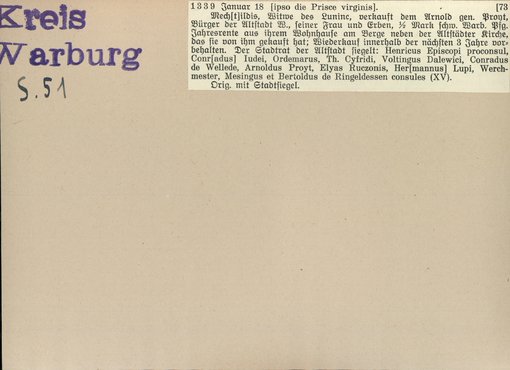 Kreis
Warburg
S. 51
1339 Januar 18 [ipso die Prisce virginis]. [73
Mech[t]ildis, Witwe des Luninc, verkauft dem Arnold gen. Proyt,
Bürger der Altstadt W., seiner Frau und Erben, ½ Mark schw. Warb. Pfg.
Jahresrente aus ihrem Wohnhause am Berge neben der Altstädter Kirche,
das sie von ihm gekauft hat; Wiederkauf innerhalb der nächsten 3 Jahre vor-
behalten. Der Stadtrat der Altstadt siegelt: Henricus Episcopi proconsul,
Conr[adus] Iudei, Ordemarus, Th. Cyfridi, Voltingus Dalewici, Conradus
de Wellede, Arnoldus Proyt, Elyas Ruczonis, Her[mannus] Lupi, Werch-
mester, Mesingus et Bertoldus de Ringeldessen consules (XV).
Orig. mit Stadtsiegel.